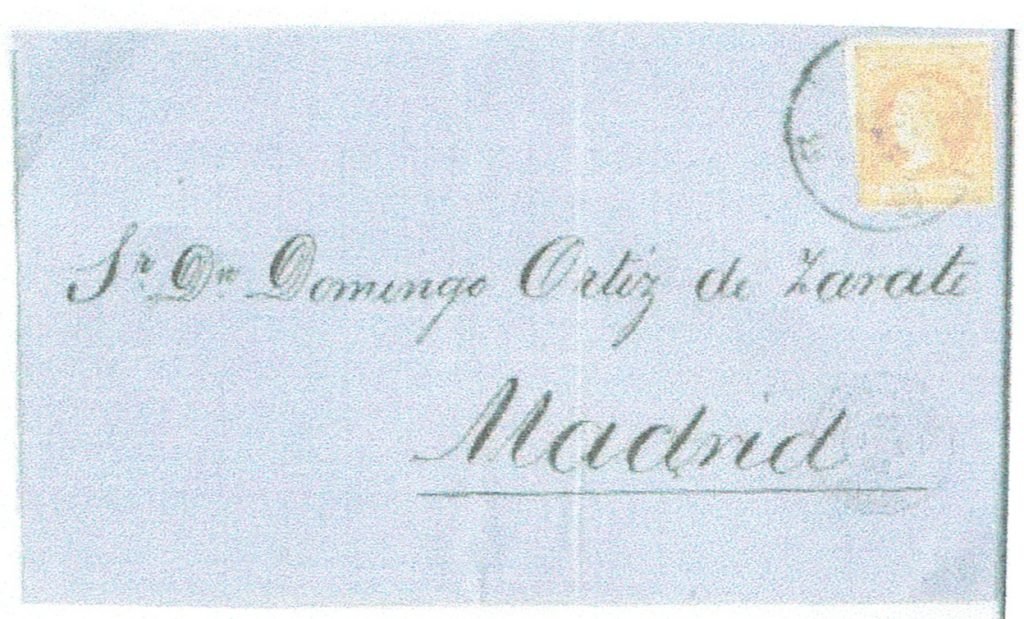 Sr. Dn. Domingo Ortiz de Zarate
Madrid